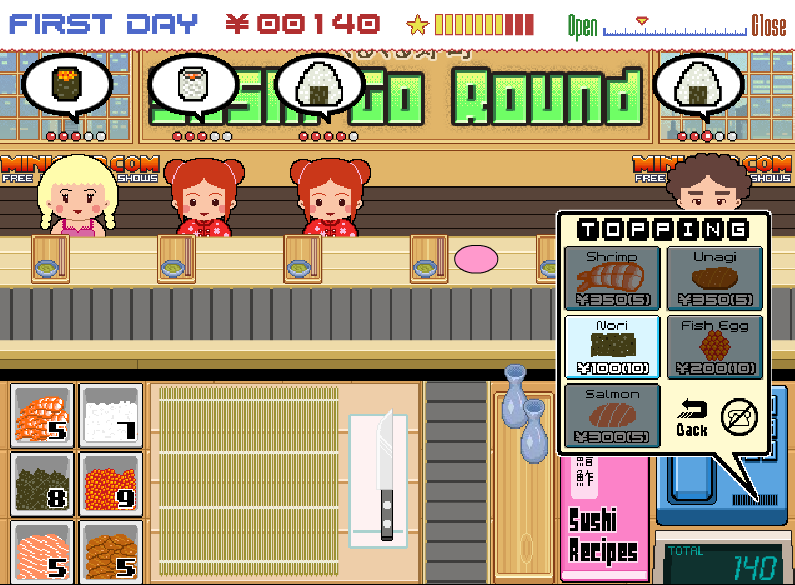 FIRST DAY ¥00140 Open Close
Sushi Go Round
MINICLIP.COM
FREE SHOWS
MINICLIP.COM
FREE SHOWS
TOPPING
Shrimp Unagi
¥350(5) ¥350(5)
Nori Fish Egg
¥100(10) ¥200(10)
Salmon
¥300(5)
Back
5 7
8 9
5 5
Sushi
Recipes
TOTAL
140